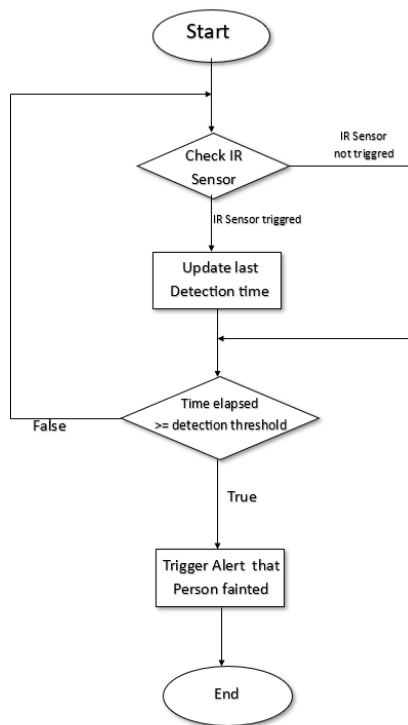 Start
IR Sensor
not triggred
Check IR
Sensor
IR Sensor triggred
Update last
Detection time
Time elapsed
>= detection threshold
False
True
Trigger Alert that
Person fainted
End